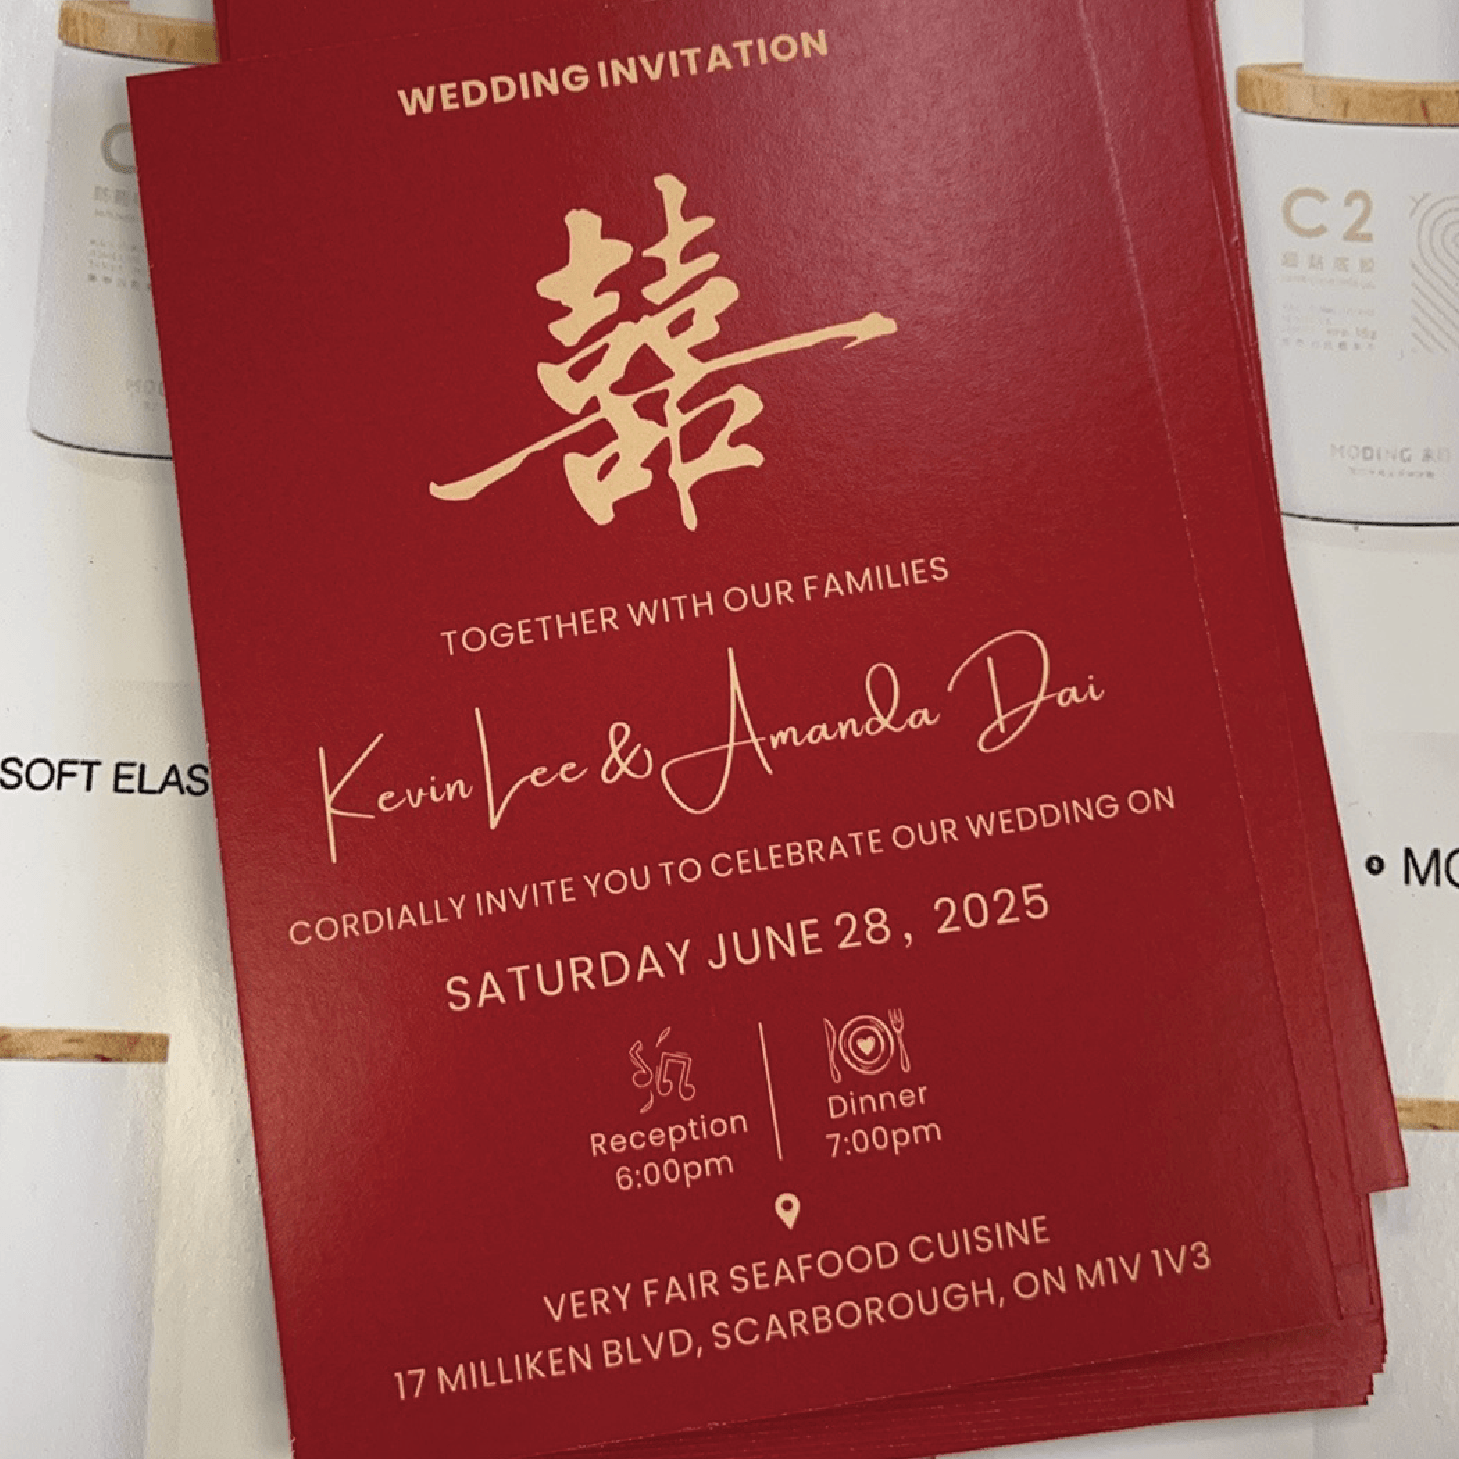 WEDDING INVITATION
囍
TOGETHER WITH OUR FAMILIES
Kevin Lee & Amanda Dai
CORDIALLY INVITE YOU TO CELEBRATE OUR WEDDING ON
SATURDAY JUNE 28, 2025
Reception
6:00pm
Dinner
7:00pm
VERY FAIR SEAFOOD CUISINE
17 MILLIKEN BLVD, SCARBOROUGH, ON M1V 1V3
C2
MODING
SOFT ELAS
• MO